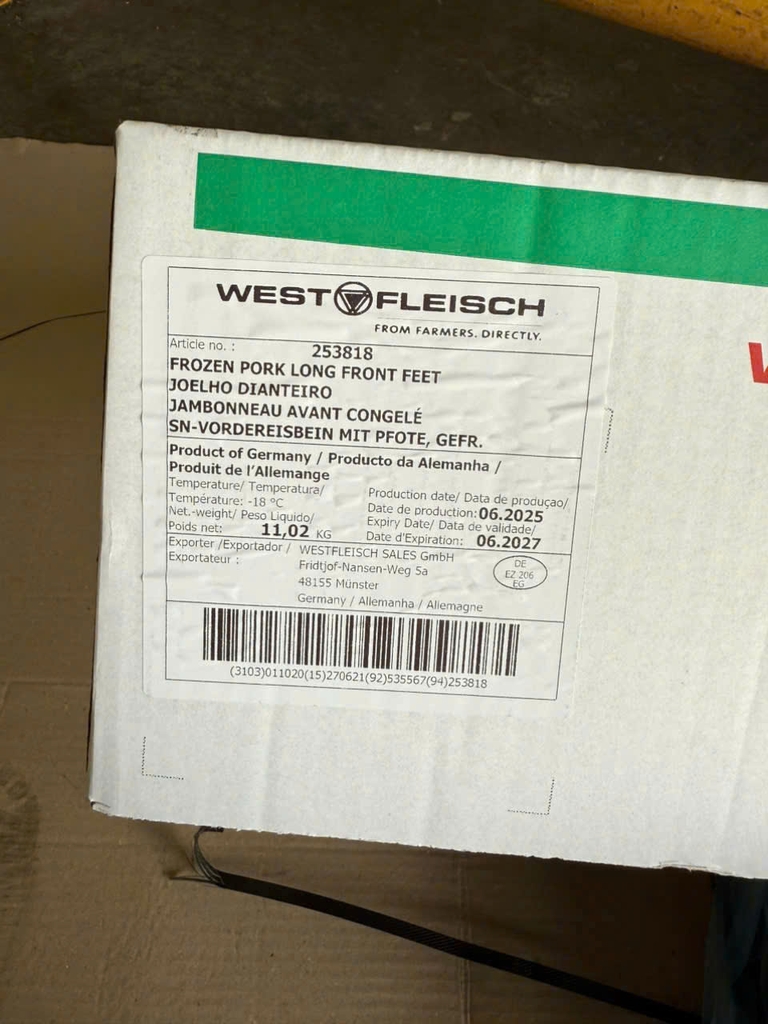 WESTFLEISCH
FROM FARMERS. DIRECTLY.
Article no. : 253818
FROZEN PORK LONG FRONT FEET
JOELHO DIANTEIRO
JAMBONNEAU AVANT CONGELÉ
SN-VORDEREISBEIN MIT PFOTE, GEFR.
Product of Germany / Producto da Alemanha /
Produit de l'Allemange
Temperature/ Temperatura/
Température: -18 °C
Net.-weight/ Peso Liquido/
Poids net: 11,02 KG
Production date/ Data de produçao/
Date de production: 06.2025
Expiry Date/ Data de validade/
Date d'Expiration: 06.2027
Exporter /Exportador /
Exportateur :
WESTFLEISCH SALES GmbH
Fridtjof-Nansen-Weg 5a
48155 Münster
Germany / Allemanha / Allemagne
DE
EZ 206
EG
(3103)011020(15)270621(92)535567(94)253818